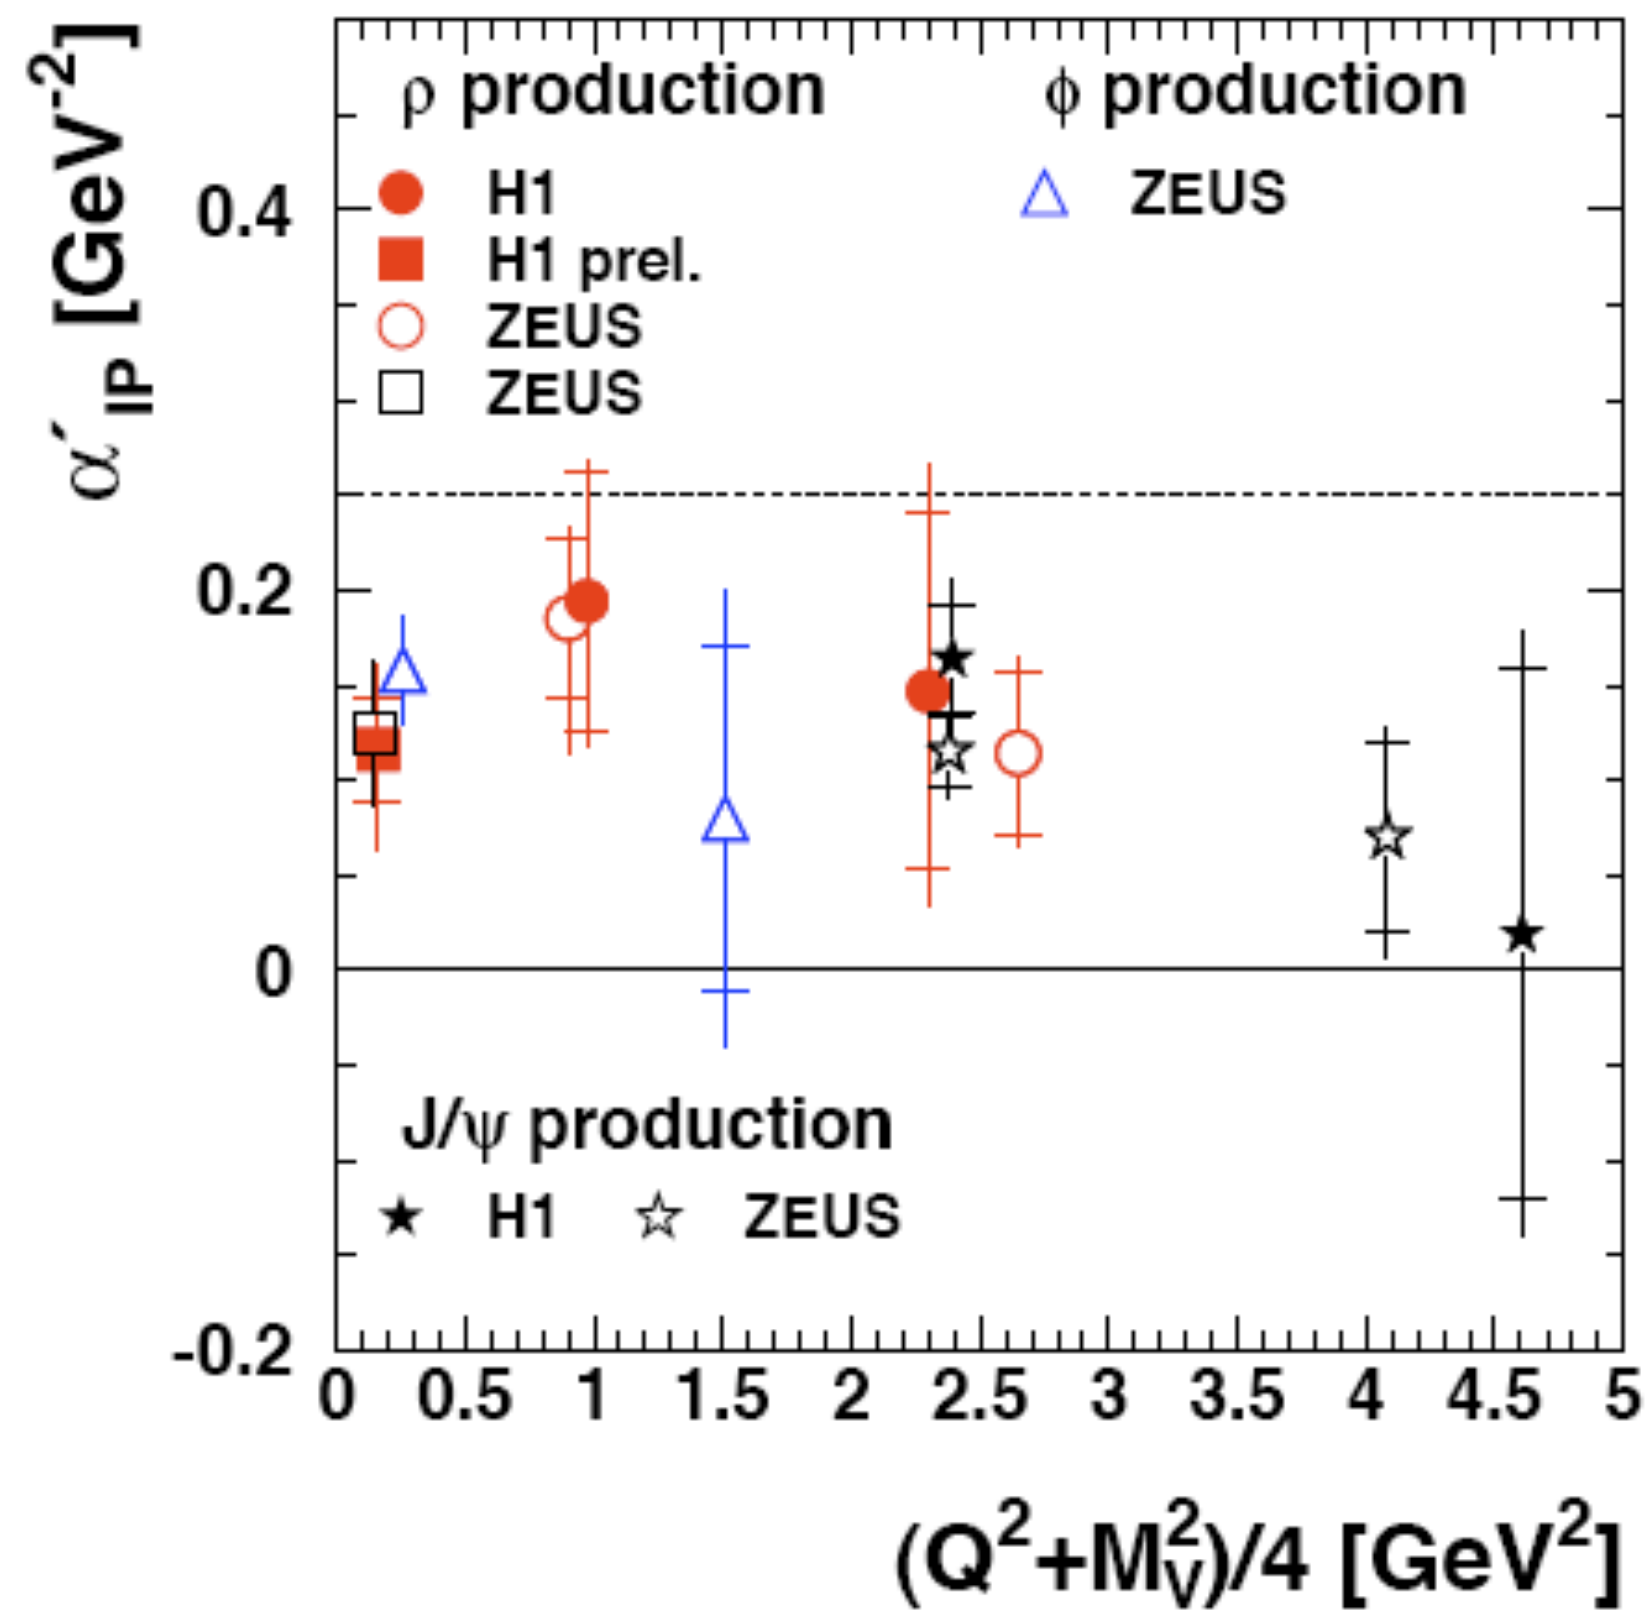 α′IP [GeV-2]
ρ production
ϕ production
H1
ZEUS
H1 prel.
ZEUS
ZEUS
0.4
0.2
0
-0.2
J/ψ production
H1
ZEUS
0 0.5 1 1.5 2 2.5 3 3.5 4 4.5 5
(Q2+M2V)/4 [GeV2]